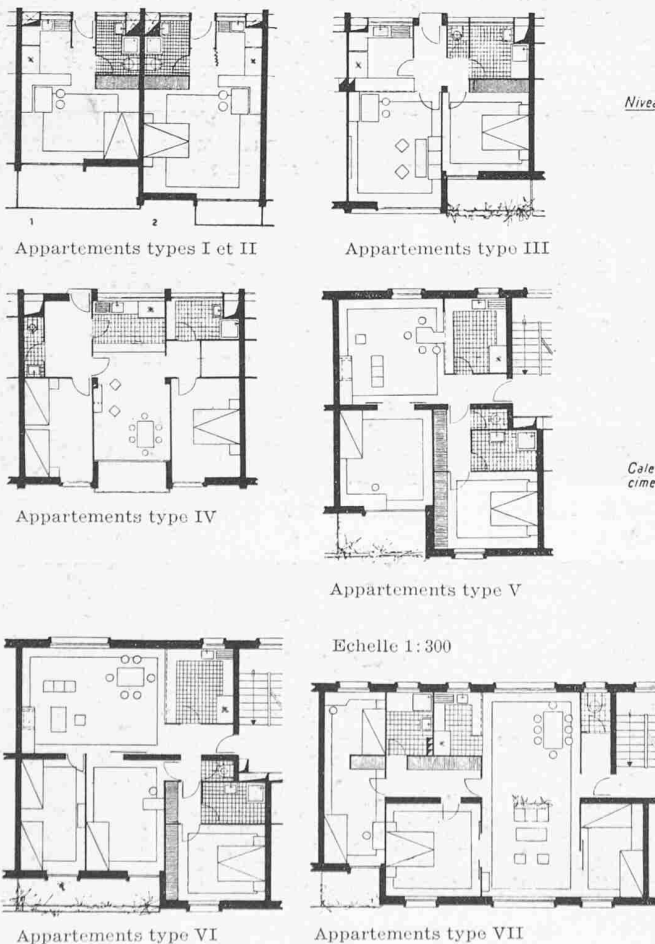 1
2
Appartements types I et II
Appartements type III
Appartements type IV
Appartements type V
Echelle 1:300
Appartements type VI
Appartements type VII